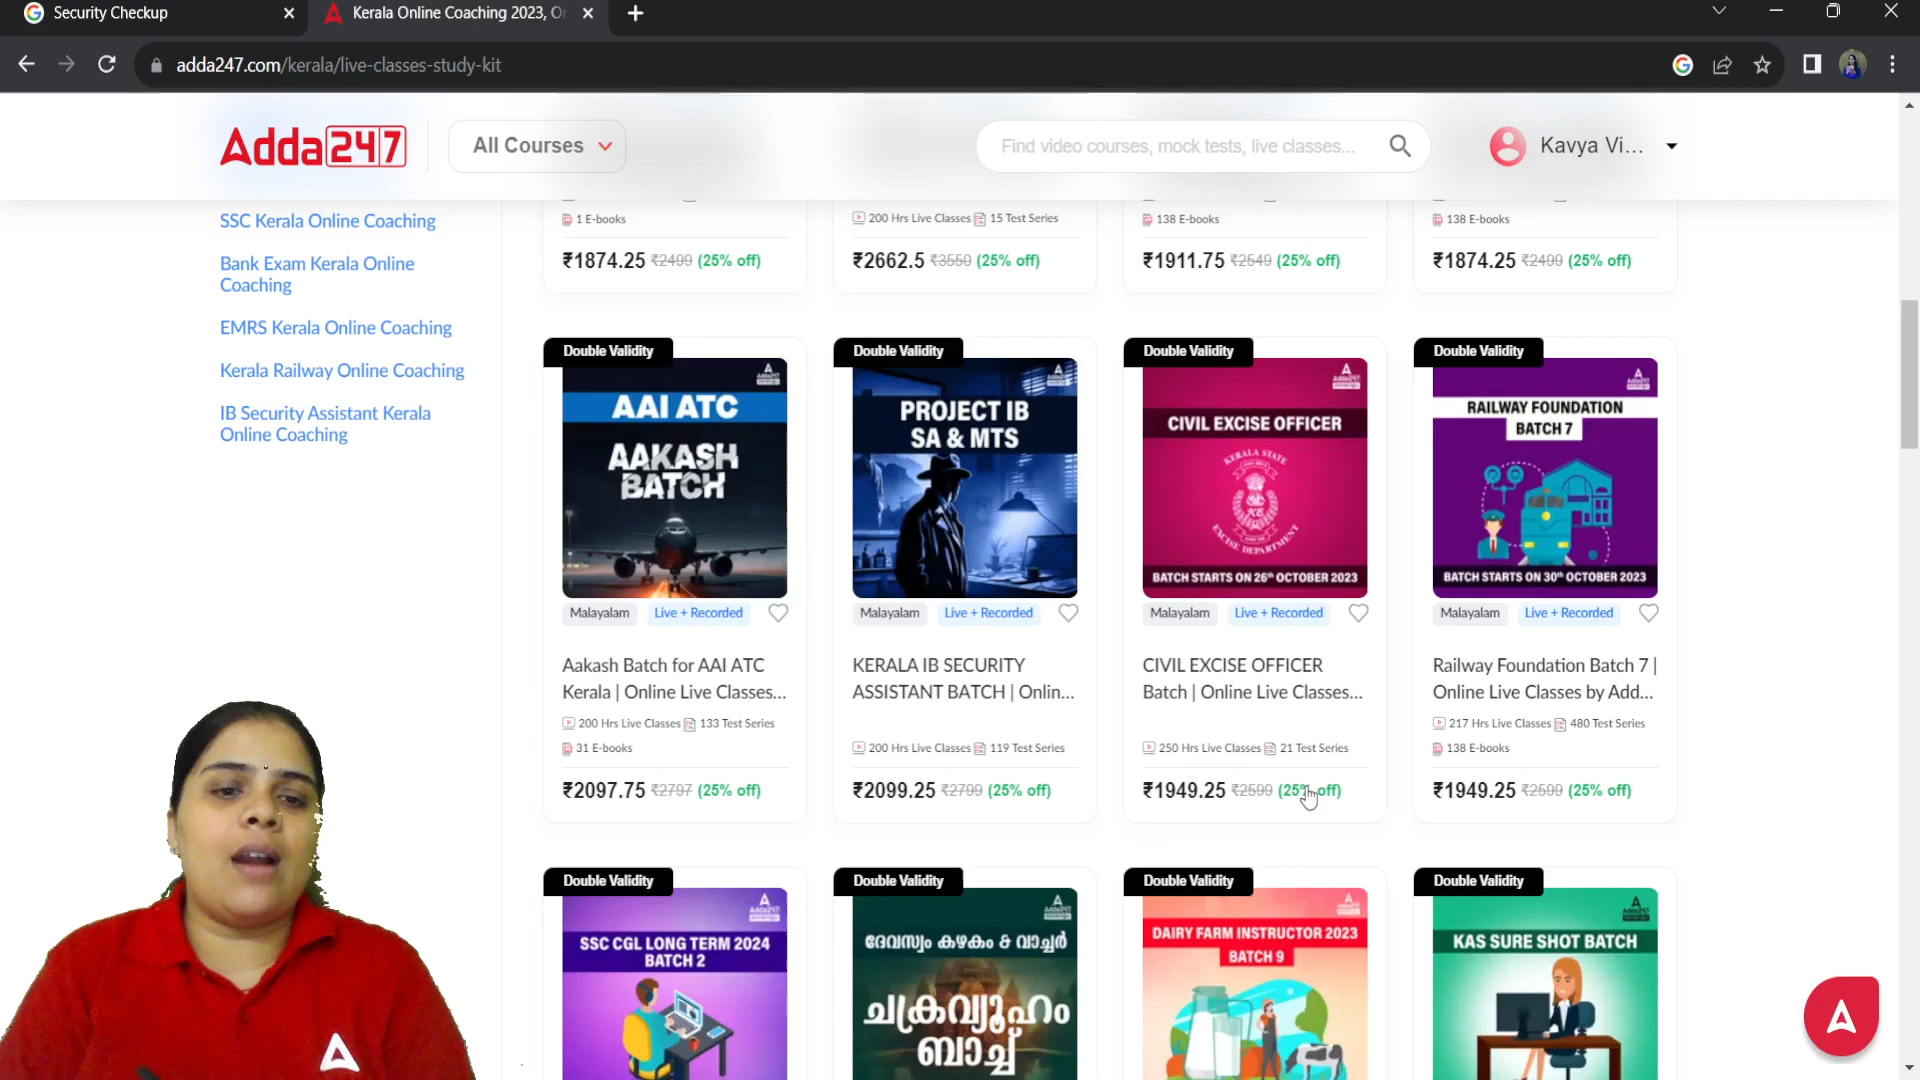 Security Checkup
Kerala Online Coaching 2023, O
adda247.com/kerala/live-classes-study-kit
Adda247
All Courses
Find video courses, mock tests, live classes...
Kavya Vi...
SSC Kerala Online Coaching
Bank Exam Kerala Online
Coaching
EMRS Kerala Online Coaching
Kerala Railway Online Coaching
IB Security Assistant Kerala
Online Coaching
1 E-books
₹1874.25 ₹2499 (25% off)
200 Hrs Live Classes 15 Test Series
₹2662.5 ₹3550 (25% off)
138 E-books
₹1911.75 ₹2549 (25% off)
138 E-books
₹1874.25 ₹2499 (25% off)
Double Validity
AAI ATC
AAKASH
BATCH
Malayalam Live + Recorded
Aakash Batch for AAI ATC
Kerala | Online Live Classes...
200 Hrs Live Classes 133 Test Series
31 E-books
₹2097.75 ₹2797 (25% off)
Double Validity
PROJECT IB
SA & MTS
Malayalam Live + Recorded
KERALA IB SECURITY
ASSISTANT BATCH | Onlin...
200 Hrs Live Classes 119 Test Series
₹2099.25 ₹2799 (25% off)
Double Validity
CIVIL EXCISE OFFICER
KERALA STATE
EXCISE DEPARTMENT
BATCH STARTS ON 26th OCTOBER 2023
Malayalam Live + Recorded
CIVIL EXCISE OFFICER
Batch | Online Live Classes...
250 Hrs Live Classes 21 Test Series
₹1949.25 ₹2599 (25% off)
Double Validity
RAILWAY FOUNDATION
BATCH 7
BATCH STARTS ON 30th OCTOBER 2023
Malayalam Live + Recorded
Railway Foundation Batch 7 |
Online Live Classes by Add...
217 Hrs Live Classes 480 Test Series
138 E-books
₹1949.25 ₹2599 (25% off)
Double Validity
SSC CGL LONG TERM 2024
BATCH 2
Double Validity
ദേവസ്വം കഴകം & വാച്ചർ
ചക്രവ്യൂഹം
ബാച്ച്
Double Validity
DAIRY FARM INSTRUCTOR 2023
BATCH 9
Double Validity
KAS SURE SHOT BATCH